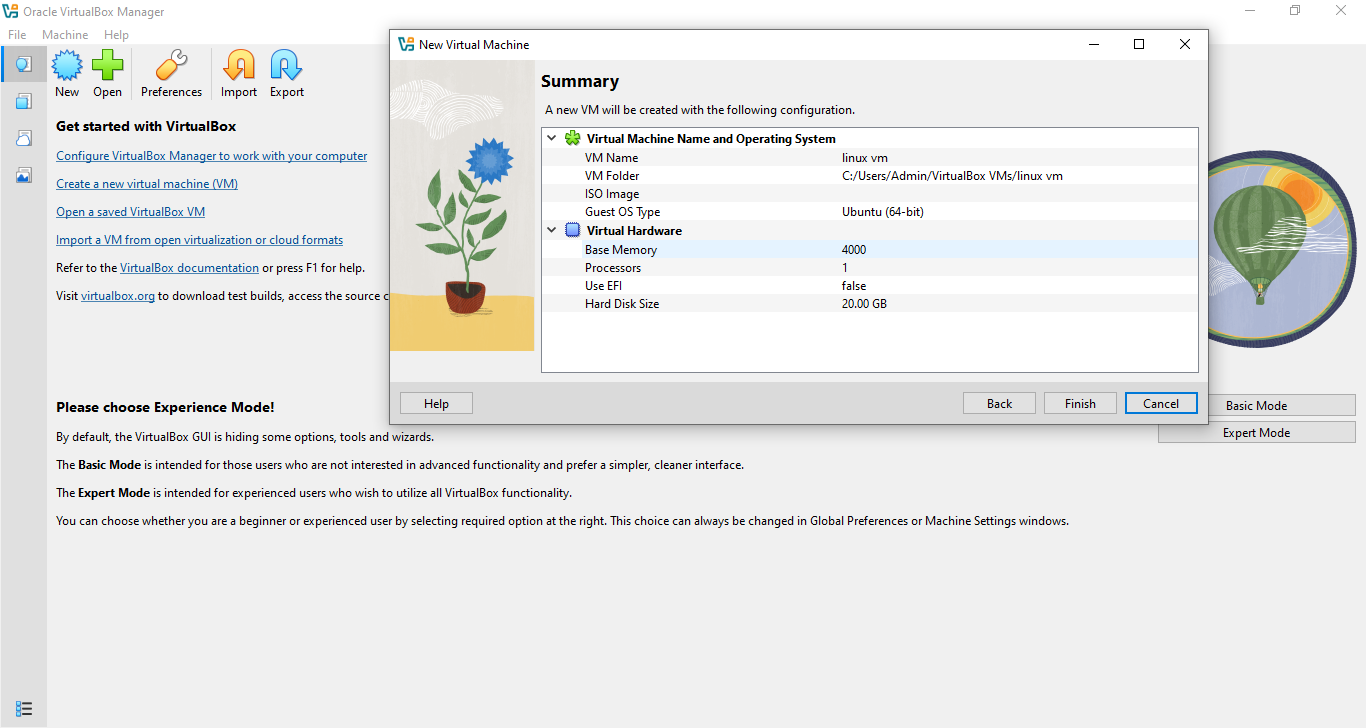 Oracle VirtualBox Manager
File Machine Help
New Open Preferences Import Export
Get started with VirtualBox
Configure VirtualBox Manager to work with your computer
Create a new virtual machine (VM)
Open a saved VirtualBox VM
Import a VM from open virtualization or cloud formats
Refer to the VirtualBox documentation or press F1 for help.
Visit virtualbox.org to download test builds, access the source c
New Virtual Machine
Summary
A new VM will be created with the following configuration.
Virtual Machine Name and Operating System
VM Name linux vm
VM Folder C:/Users/Admin/VirtualBox VMs/linux vm
ISO Image
Guest OS Type Ubuntu (64-bit)
Virtual Hardware
Base Memory 4000
Processors 1
Use EFI false
Hard Disk Size 20.00 GB
Help Back Finish Cancel
Please choose Experience Mode!
By default, the VirtualBox GUI is hiding some options, tools and wizards.
The Basic Mode is intended for those users who are not interested in advanced functionality and prefer a simpler, cleaner interface.
The Expert Mode is intended for experienced users who wish to utilize all VirtualBox functionality.
You can choose whether you are a beginner or experienced user by selecting required option at the right. This choice can always be changed in Global Preferences or Machine Settings windows.
Basic Mode
Expert Mode